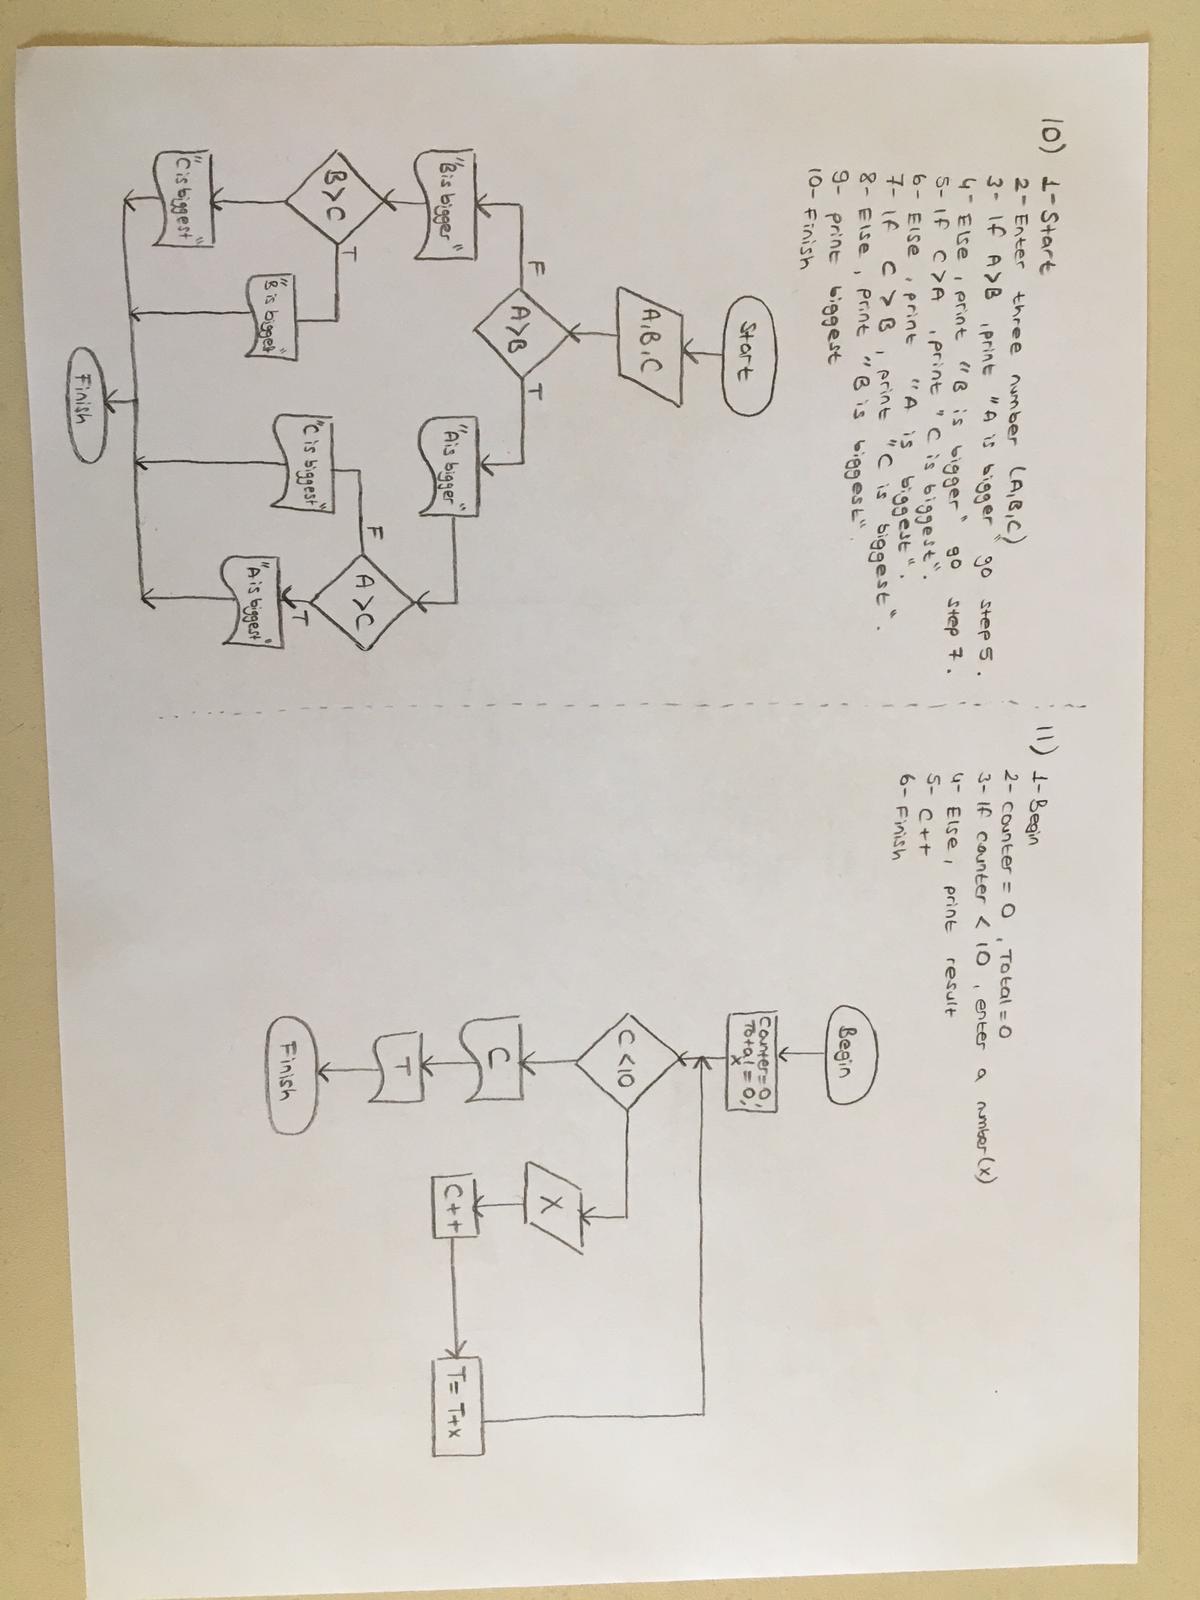 10) 1- Start
2- Enter three number (A,B,C)
3- If A>B , print "A is bigger" go step 5.
4- Else , print "B is bigger" go step 7.
5- If C>A , print "C is biggest".
6- Else , print "A is biggest".
7- If C > B , print "C is biggest".
8- Else , print "B is biggest".
9- print biggest
10- Finish
Start
A,B,C
A>B
F
T
"B is bigger"
"A is bigger"
B>C
T
A>C
F
T
"B is biggest"
"C is biggest"
"A is biggest"
"C is biggest"
Finish
11) 1- Begin
2- counter = 0 , Total = 0
3- If counter < 10 , enter a number(x)
4- Else, print result
5- C++
6- Finish
Begin
Counter=0,
Total=0,
x
C <10
X
C
C++
T= T+x
T
Finish